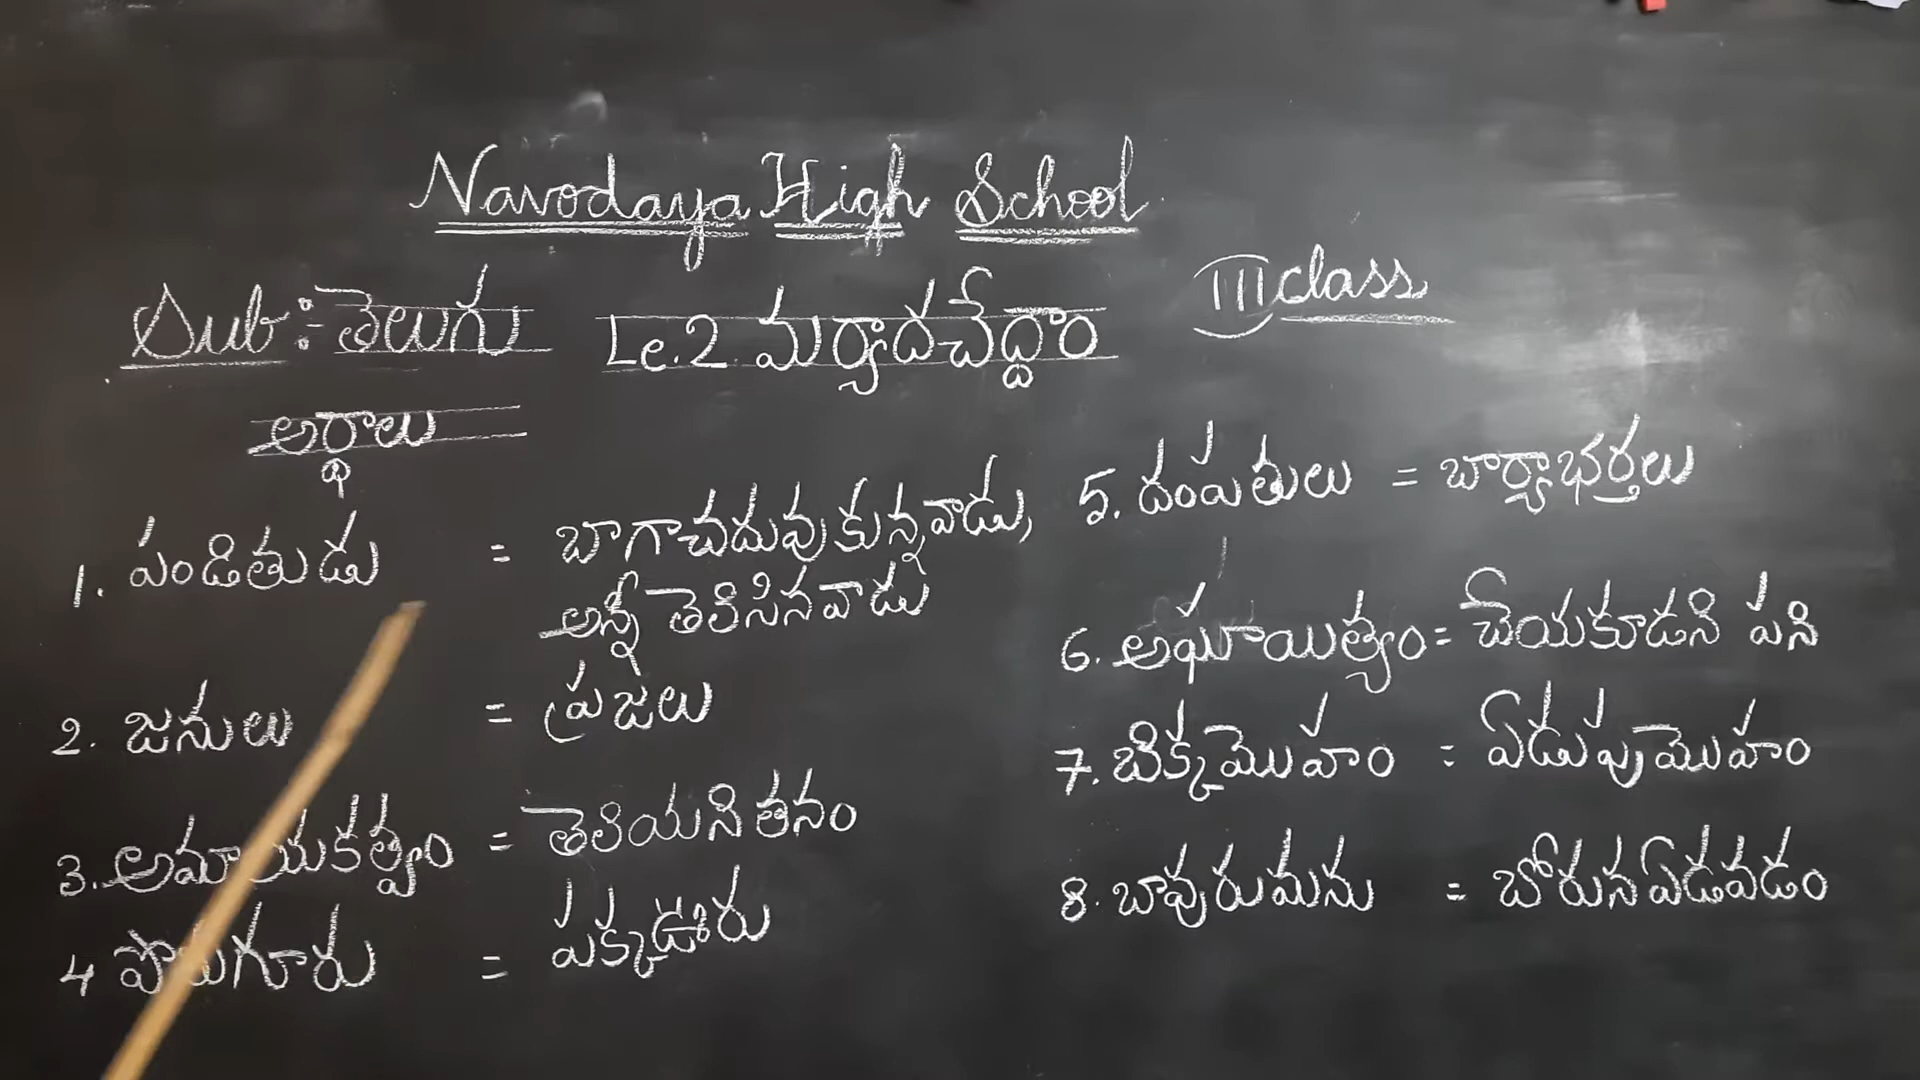 Navodaya High School
Sub:- తెలుగు Le.2. మర్యాదచేద్దాం III class
అర్థాలు
1. పండితుడు = బాగాచదువుకున్నవాడు,
అన్నీ తెలిసినవాడు
2. జనులు = ప్రజలు
3. అమాయకత్వం = తెలియని తనం
4 పొరుగూరు = పక్కఊరు
5. దంపతులు = బార్యాభర్తలు
6. అఘాయిత్యం = చేయకూడని పని
7. బిక్కమొహం = ఏడుపుమొహం
8. బావురుమను = బోరునఏడవడం